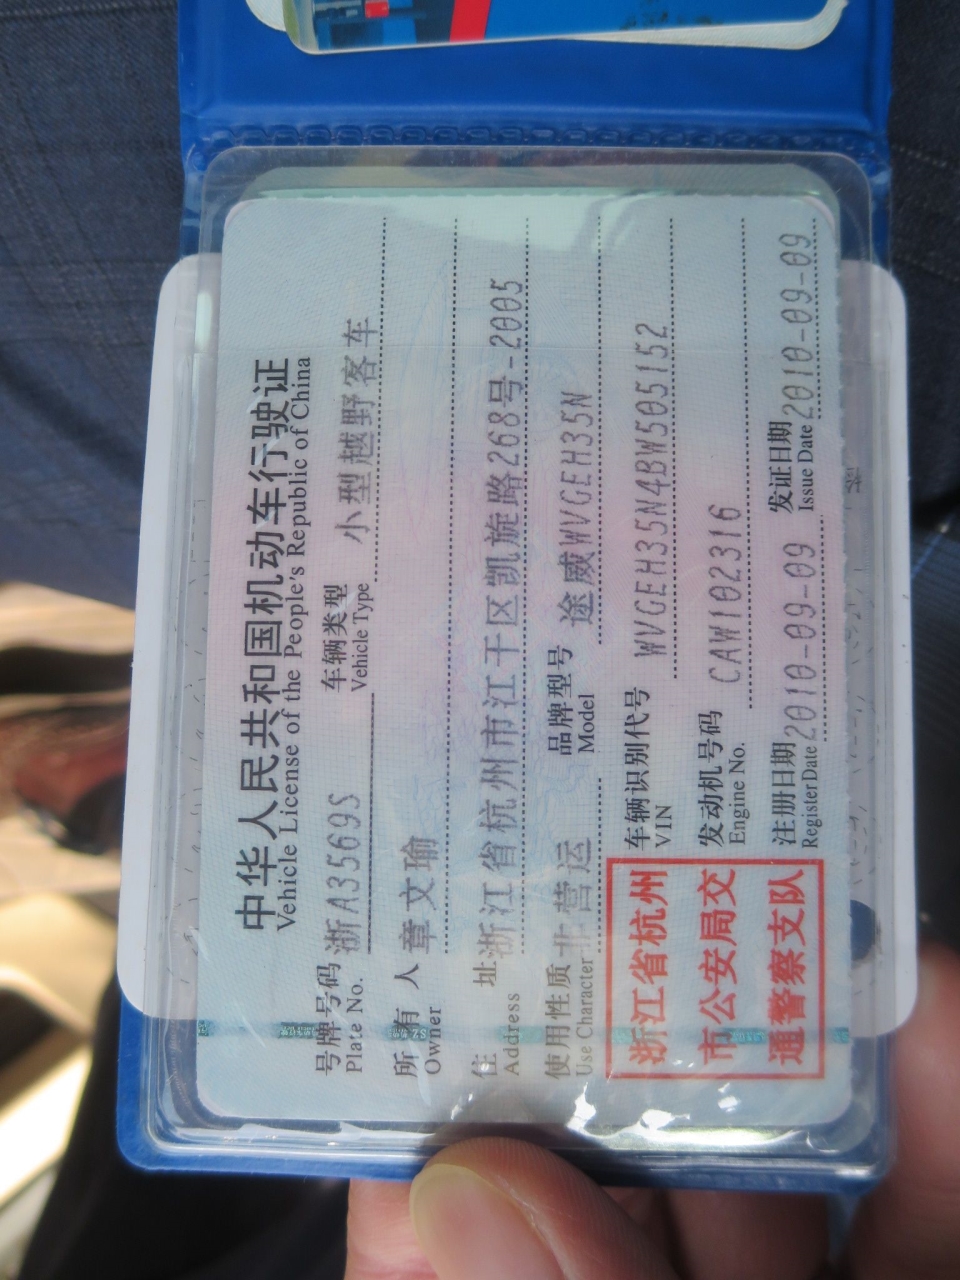 中华人民共和国机动车行驶证
Vehicle License of the People's Republic of China
号牌号码 浙A3569S 车辆类型 小型越野客车
Plate No. Vehicle Type
所有人 章文瑜
Owner
住址 浙江省杭州市江干区凯旋路268号-2005
Address
使用性质 非营运 品牌型号 途威WVGEH35N
Use Character Model
车辆识别代号 WVGEH35N4BW505152
VIN
发动机号码 CAW102316
Engine No.
注册日期 2010-09-09 发证日期 2010-09-09
Register Date Issue Date
浙江省杭州
市公安局交
通警察支队